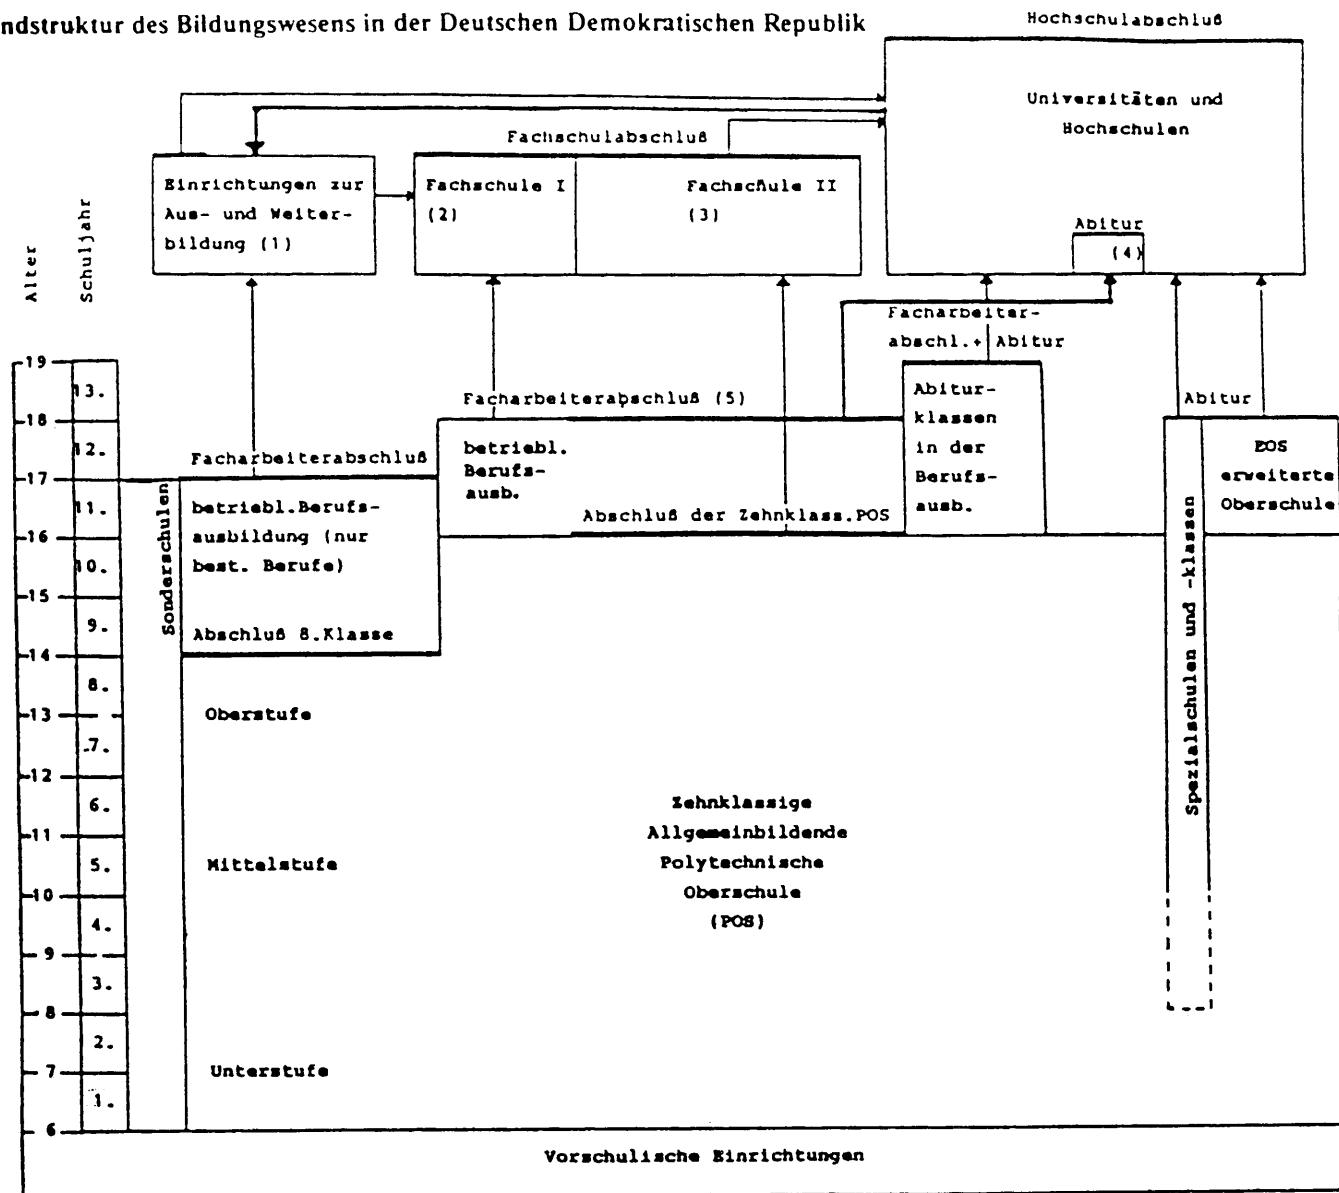 ndstruktur des Bildungswesens in der Deutschen Demokratischen Republik
Hochschulabschluß
Universitäten und
Hochschulen
Fachschulabschluß
Einrichtungen zur
Aus- und Weiter-
bildung (1)
Fachschule I
(2)
Fachschule II
(3)
Abitur
(4)
Alter
Schuljahr
Facharbeiter-
abschl.+ Abitur
Facharbeiterabschluß (5)
Abitur-
klassen
in der
Berufs-
ausb.
Abitur
Facharbeiterabschluß
betriebl.
Berufs-
ausb.
EOS
erweiterte
Oberschule
Sonderschulen
betriebl.Berufs-
ausbildung (nur
best. Berufe)
Abschluß der Zehnklass.POS
Abschluß 8.Klasse
Spezialschulen und -klassen
19
13.
18
12.
17
11.
16
10.
15
9.
14
8.
13
7.
12
6.
11
5.
10
4.
9
3.
8
2.
7
1.
6
Oberstufe
Mittelstufe
Unterstufe
Zehnklassige
Allgemeinbildende
Polytechnische
Oberschule
(POS)
Vorschulische Einrichtungen